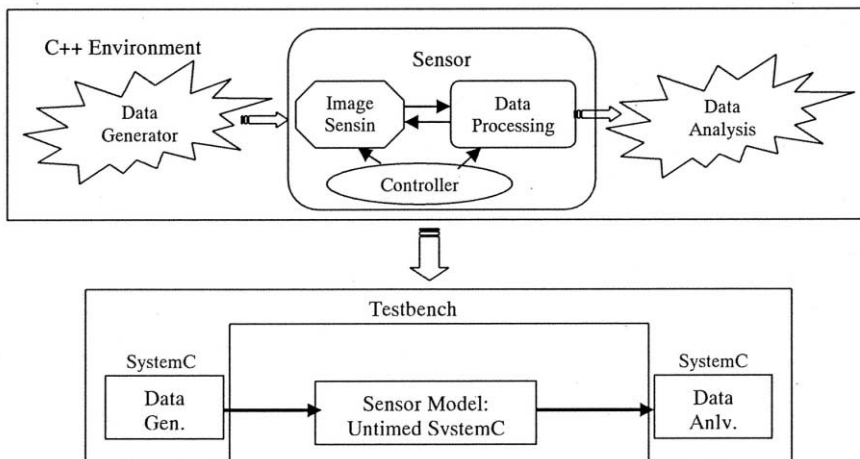 C++ Environment
Sensor
Data
Generator
Image
Sensin
Data
Processing
Data
Analysis
Controller
Testbench
SystemC
SystemC
Data
Gen.
Sensor Model:
Untimed SvstemC
Data
Anlv.